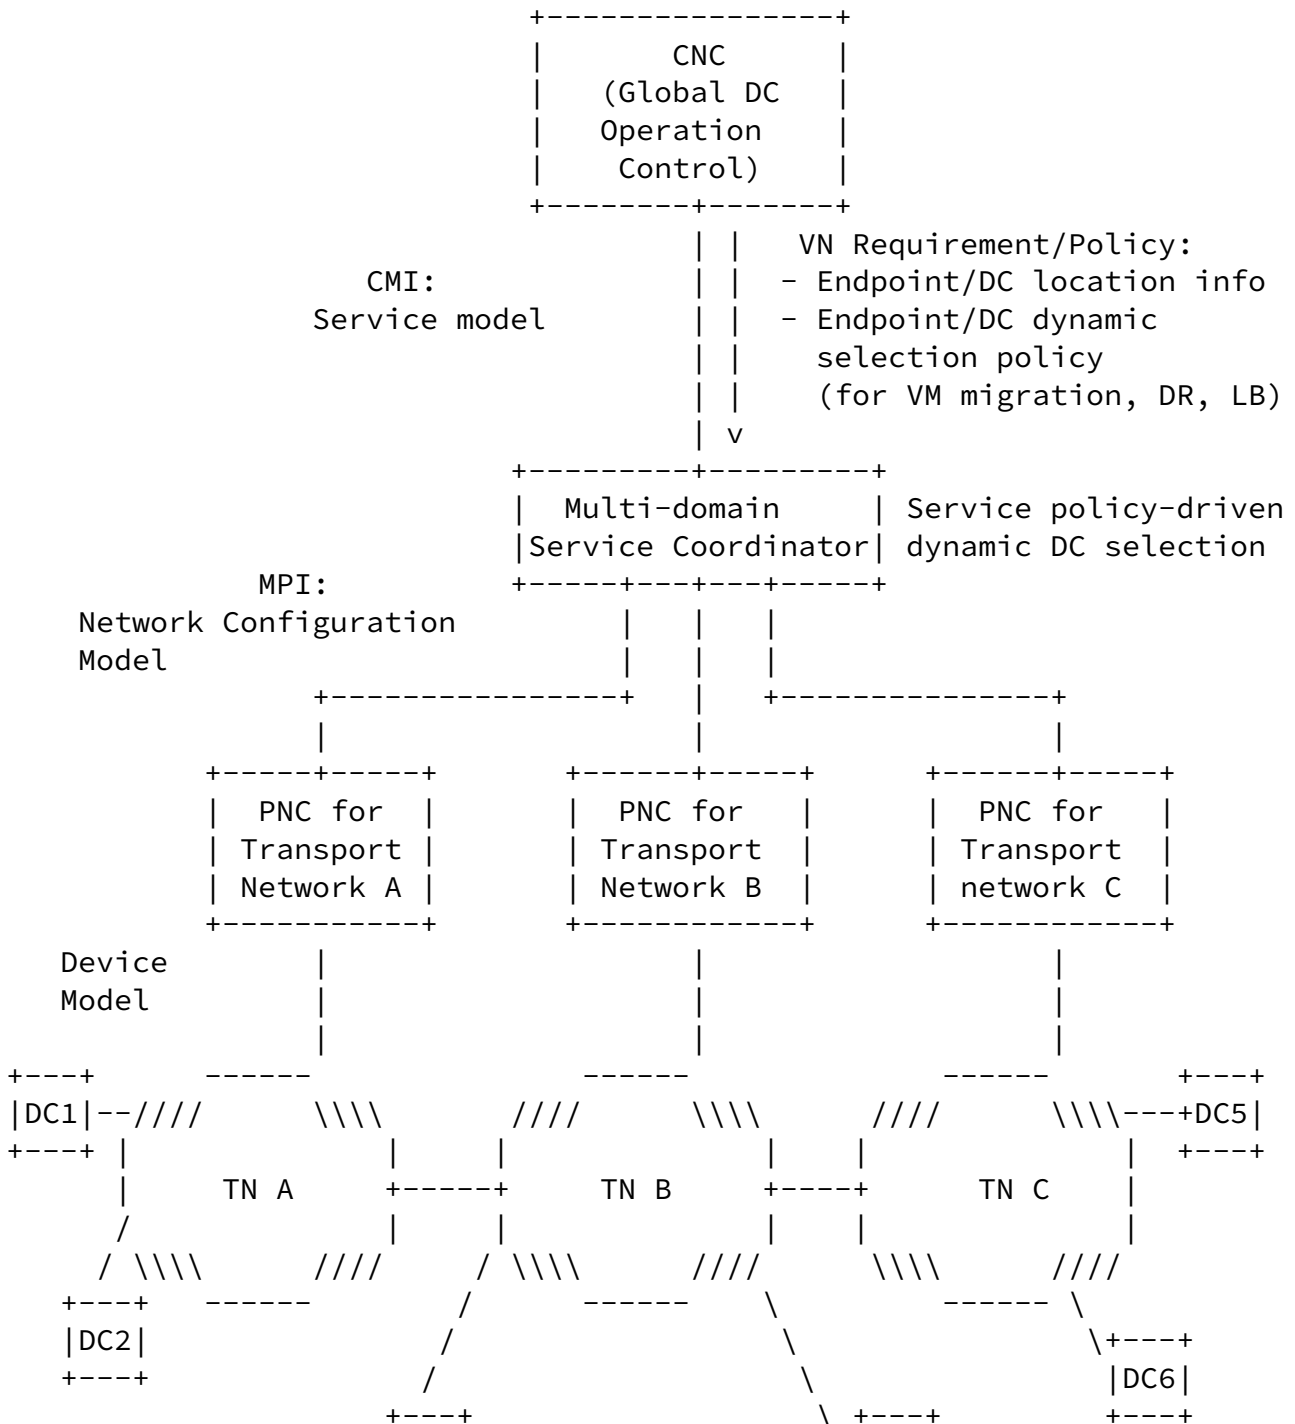 +----------------+
|       CNC      |
|   (Global DC   |
|   Operation    |
|    Control)    |
+--------+-------+
| |   VN Requirement/Policy:
CMI:              | |  - Endpoint/DC location info
Service model        | |  - Endpoint/DC dynamic
| |    selection policy
| |    (for VM migration, DR, LB)
| v
+---------+---------+
|  Multi-domain     | Service policy-driven
|Service Coordinator| dynamic DC selection
MPI:          +-----+---+---+-----+
Network Configuration         |   |   |
Model                         |   |   |
+----------------+   |   +---------------+
|                    |                   |
+-----+-----+       +------+-----+      +------+-----+
|  PNC for  |       |  PNC for   |      |  PNC for   |
| Transport |       | Transport  |      | Transport  |
| Network A |       | Network B  |      | network C  |
+-----------+       +------------+      +------------+
Device        |                    |                   |
Model         |                    |                   |
|                    |                   |
+---+      ------               ------              ------       +---+
|DC1|--////      \\\\       ////      \\\\      ////      \\\\---+DC5|
+---+ |              |     |              |    |              |  +---+
|     TN A     +-----+     TN B     +----+      TN C    |
/              |     |              |    |              |
/ \\\\      ////     / \\\\      ////      \\\\      ////
+---+   ------        /      ------    \         ------ \
|DC2|                /                  \                \+---+
+---+               /                    \                |DC6|
+---+                   \ +---+         +---+